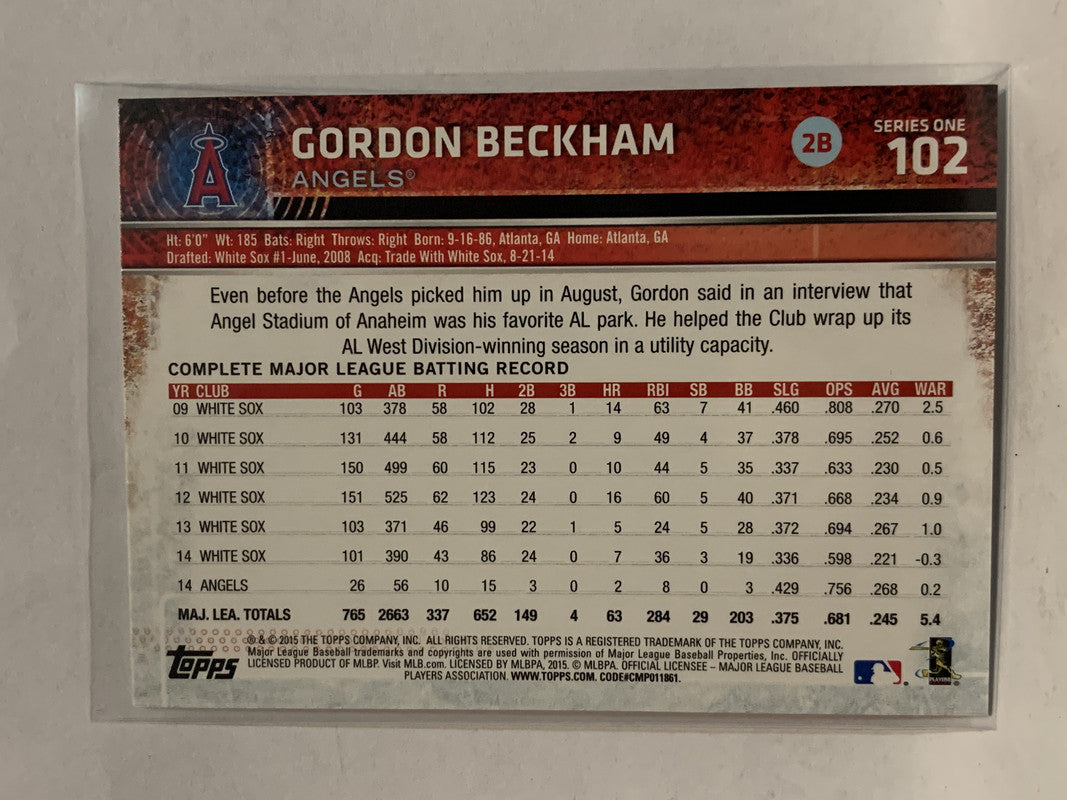 A
GORDON BECKHAM
ANGELS®
2B
SERIES ONE
102
Ht: 6'0" Wt: 185 Bats: Right Throws: Right Born: 9-16-86, Atlanta, GA Home: Atlanta, GA
Drafted: White Sox #1-June, 2008 Acq: Trade With White Sox, 8-21-14
Even before the Angels picked him up in August, Gordon said in an interview that
Angel Stadium of Anaheim was his favorite AL park. He helped the Club wrap up its
AL West Division-winning season in a utility capacity.
COMPLETE MAJOR LEAGUE BATTING RECORD
YR CLUB G AB R H 2B 3B HR RBI SB BB SLG OPS AVG WAR
09 WHITE SOX 103 378 58 102 28 1 14 63 7 41 .460 .808 .270 2.5
10 WHITE SOX 131 444 58 112 25 2 9 49 4 37 .378 .695 .252 0.6
11 WHITE SOX 150 499 60 115 23 0 10 44 5 35 .337 .633 .230 0.5
12 WHITE SOX 151 525 62 123 24 0 16 60 5 40 .371 .668 .234 0.9
13 WHITE SOX 103 371 46 99 22 1 5 24 5 28 .372 .694 .267 1.0
14 WHITE SOX 101 390 43 86 24 0 7 36 3 19 .336 .598 .221 -0.3
14 ANGELS 26 56 10 15 3 0 2 8 0 3 .429 .756 .268 0.2
MAJ. LEA. TOTALS 765 2663 337 652 149 4 63 284 29 203 .375 .681 .245 5.4
® & © 2015 THE TOPPS COMPANY, INC. ALL RIGHTS RESERVED. TOPPS IS A REGISTERED TRADEMARK OF THE TOPPS COMPANY, INC.
Major League Baseball trademarks and copyrights are used with permission of Major League Baseball Properties, Inc. OFFICIALLY
LICENSED PRODUCT OF MLBP. Visit MLB.com. LICENSED BY MLBPA, 2015. © MLBPA. OFFICIAL LICENSEE – MAJOR LEAGUE BASEBALL
PLAYERS ASSOCIATION. WWW.TOPPS.COM. CODE#CMP011861.
Topps